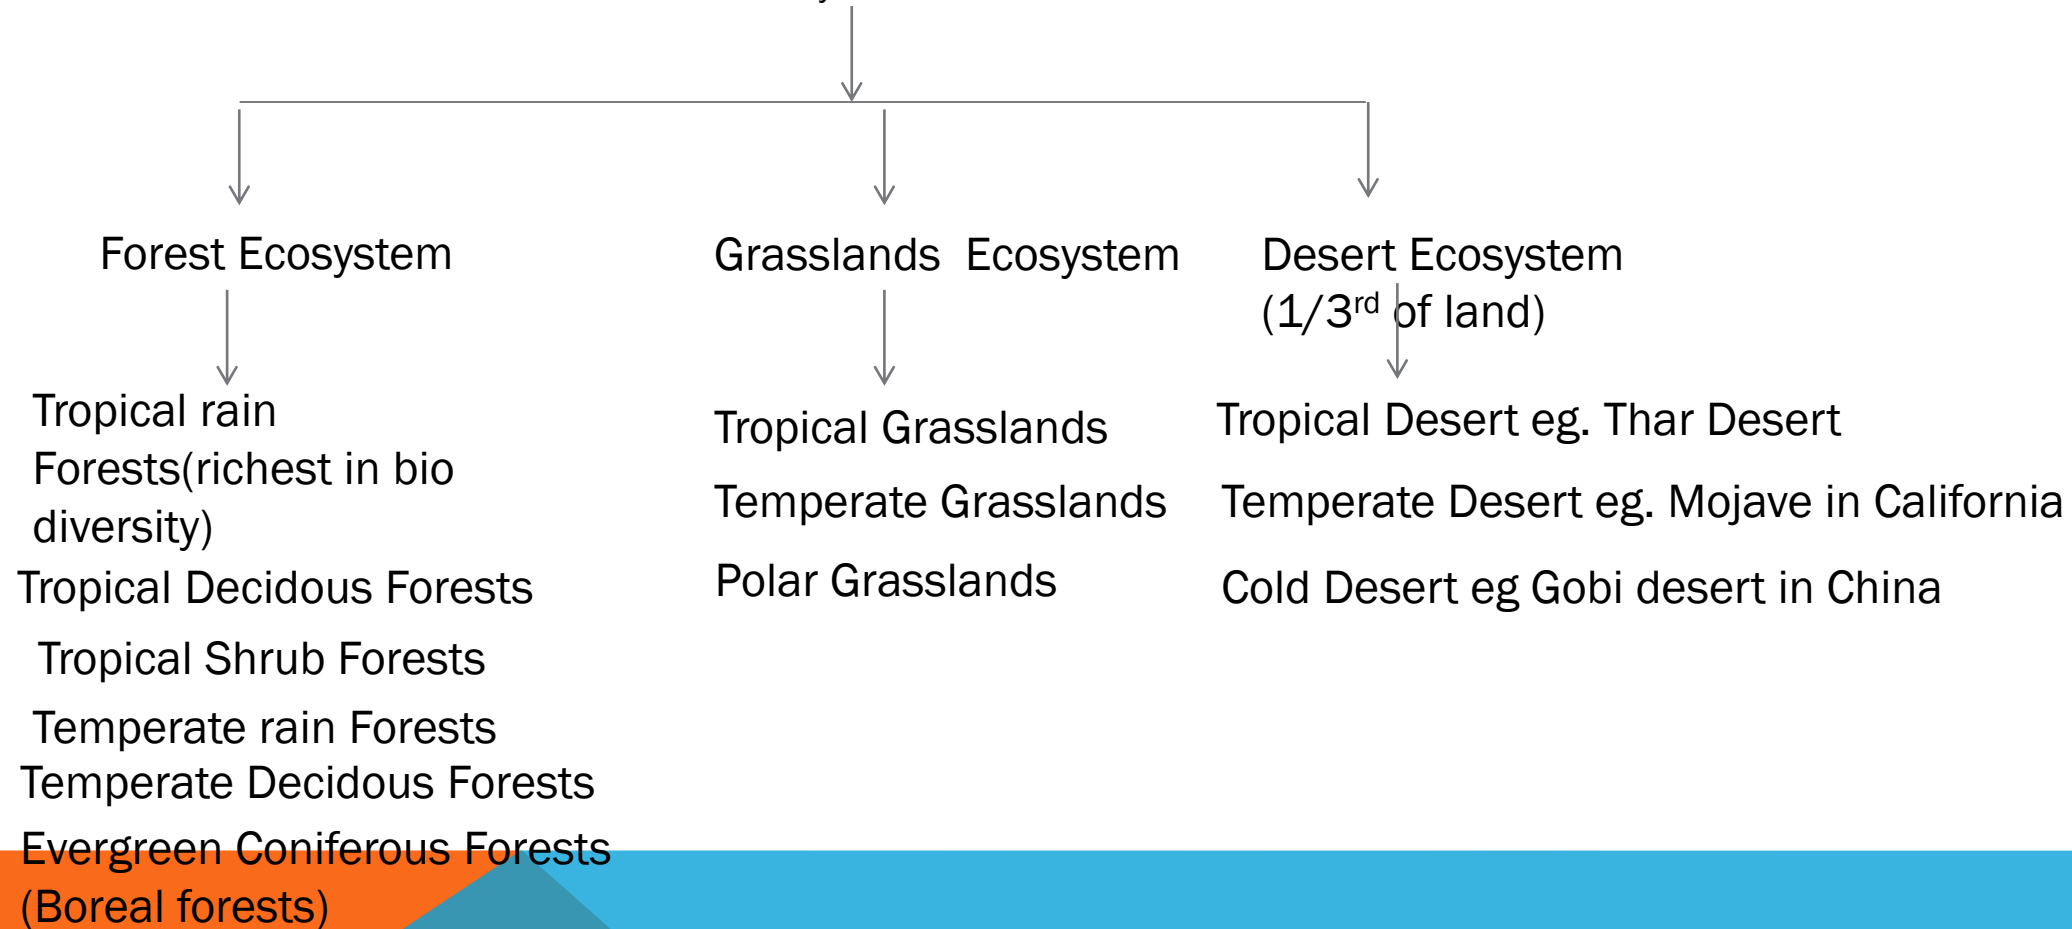 Forest Ecosystem
Grasslands Ecosystem
Desert Ecosystem
(1/3rd of land)
Tropical rain
Forests(richest in bio
diversity)
Tropical Decidous Forests
Tropical Shrub Forests
Temperate rain Forests
Temperate Decidous Forests
Evergreen Coniferous Forests
(Boreal forests)
Tropical Grasslands
Temperate Grasslands
Polar Grasslands
Tropical Desert eg. Thar Desert
Temperate Desert eg. Mojave in California
Cold Desert eg Gobi desert in China